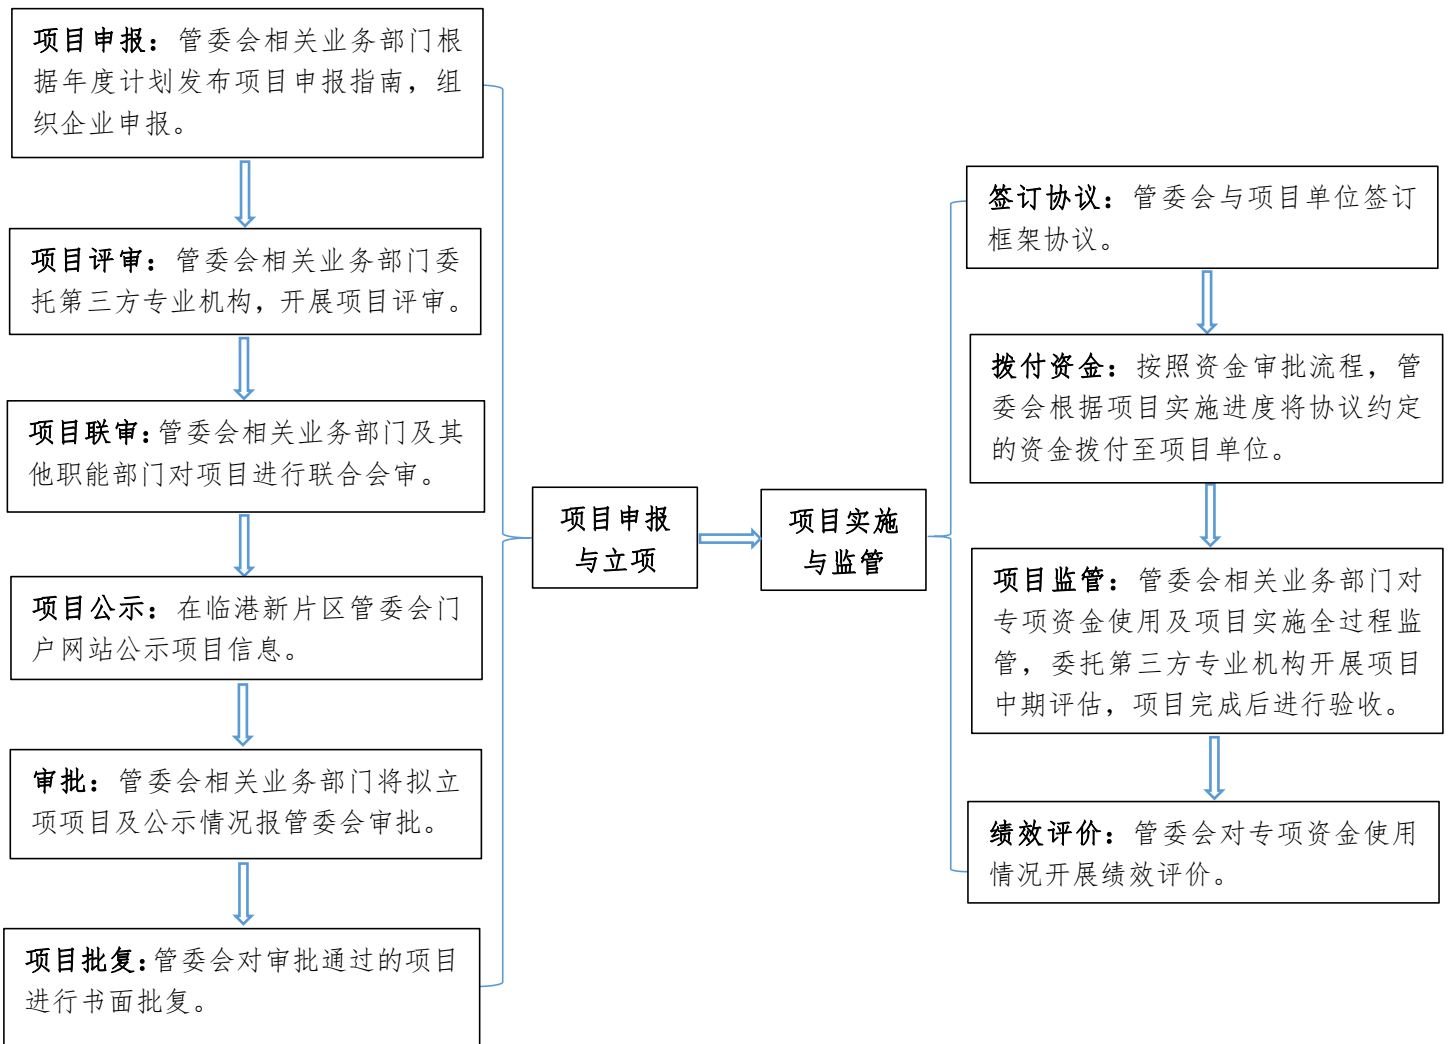 项目申报：管委会相关业务部门根
据年度计划发布项目申报指南，组
织企业申报。
项目评审：管委会相关业务部门委
托第三方专业机构，开展项目评审。
项目联审：管委会相关业务部门及其
他职能部门对项目进行联合会审。
项目公示：在临港新片区管委会门
户网站公示项目信息。
审批：管委会相关业务部门将拟立
项项目及公示情况报管委会审批。
项目批复：管委会对审批通过的项目
进行书面批复。
项目申报
与立项
项目实施
与监管
签订协议：管委会与项目单位签订
框架协议。
拨付资金：按照资金审批流程，管
委会根据项目实施进度将协议约定
的资金拨付至项目单位。
项目监管：管委会相关业务部门对
专项资金使用及项目实施全过程监
管，委托第三方专业机构开展项目
中期评估，项目完成后进行验收。
绩效评价：管委会对专项资金使用
情况开展绩效评价。